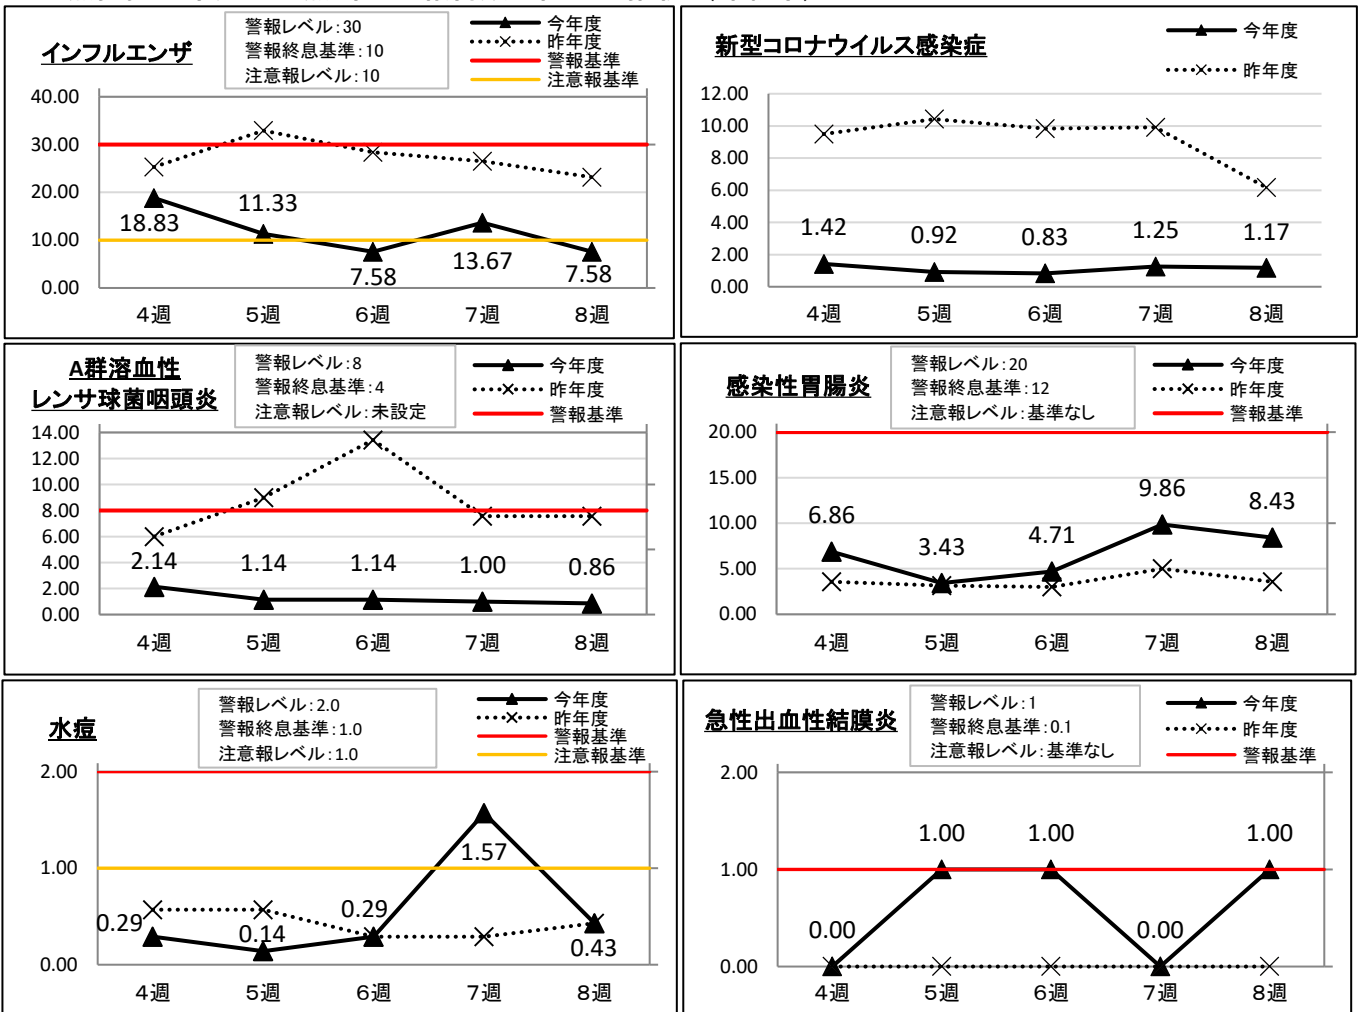 インフルエンザ
警報レベル:30
警報終息基準:10
注意報レベル:10
今年度
昨年度
警報基準
注意報基準
40.00
30.00
20.00
10.00
0.00
18.83
11.33
7.58
13.67
7.58
4週
5週
6週
7週
8週
新型コロナウイルス感染症
今年度
昨年度
12.00
10.00
8.00
6.00
4.00
2.00
0.00
1.42
0.92
0.83
1.25
1.17
4週
5週
6週
7週
8週
A群溶血性
レンサ球菌咽頭炎
警報レベル:8
警報終息基準:4
注意報レベル:未設定
今年度
昨年度
警報基準
14.00
12.00
10.00
8.00
6.00
4.00
2.00
0.00
2.14
1.14
1.14
1.00
0.86
4週
5週
6週
7週
8週
感染性胃腸炎
警報レベル:20
警報終息基準:12
注意報レベル:基準なし
今年度
昨年度
警報基準
20.00
15.00
10.00
5.00
0.00
6.86
3.43
4.71
9.86
8.43
4週
5週
6週
7週
8週
水痘
警報レベル:2.0
警報終息基準:1.0
注意報レベル:1.0
今年度
昨年度
警報基準
注意報基準
2.00
1.00
0.00
0.29
0.14
0.29
1.57
0.43
4週
5週
6週
7週
8週
急性出血性結膜炎
警報レベル:1
警報終息基準:0.1
注意報レベル:基準なし
今年度
昨年度
警報基準
2.00
1.00
0.00
0.00
1.00
1.00
0.00
1.00
4週
5週
6週
7週
8週